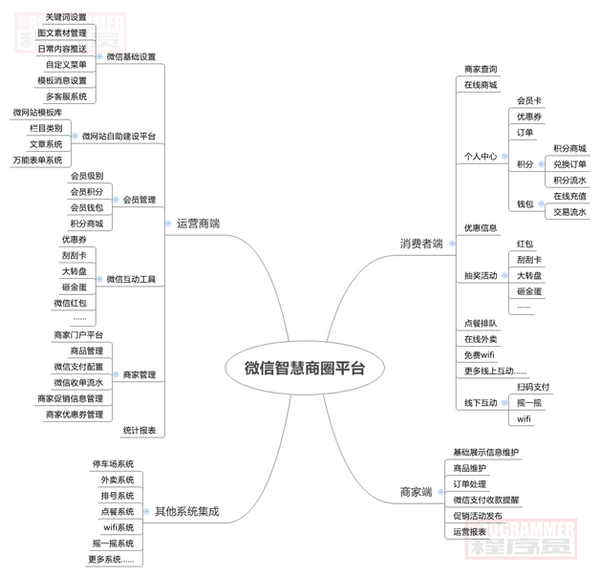 PROGRAMMER
程序员
微信智慧商圈平台
运营商端
微信基础设置
关键词设置
图文素材管理
日常内容推送
自定义菜单
模板消息设置
多客服系统
微网站自助建设平台
微网站模板库
栏目类别
文章系统
万能表单系统
会员管理
会员级别
会员积分
会员钱包
积分商城
微信互动工具
优惠券
刮刮卡
大转盘
砸金蛋
微信红包
......
商家管理
商家门户平台
商品管理
微信支付配置
微信收单流水
商家促销信息管理
商家优惠券管理
统计报表
其他系统集成
停车场系统
外卖系统
排号系统
点餐系统
wifi系统
摇一摇系统
更多系统......
消费者端
商家查询
在线商城
个人中心
会员卡
优惠券
订单
积分
积分商城
兑换订单
积分流水
钱包
在线充值
交易流水
优惠信息
抽奖活动
红包
刮刮卡
大转盘
砸金蛋
......
点餐排队
在线外卖
免费wifi
更多线上互动......
线下互动
扫码支付
摇一摇
wifi
商家端
基础展示信息维护
商品维护
订单处理
微信支付收款提醒
促销活动发布
运营报表
PROGRAMMER
程序员